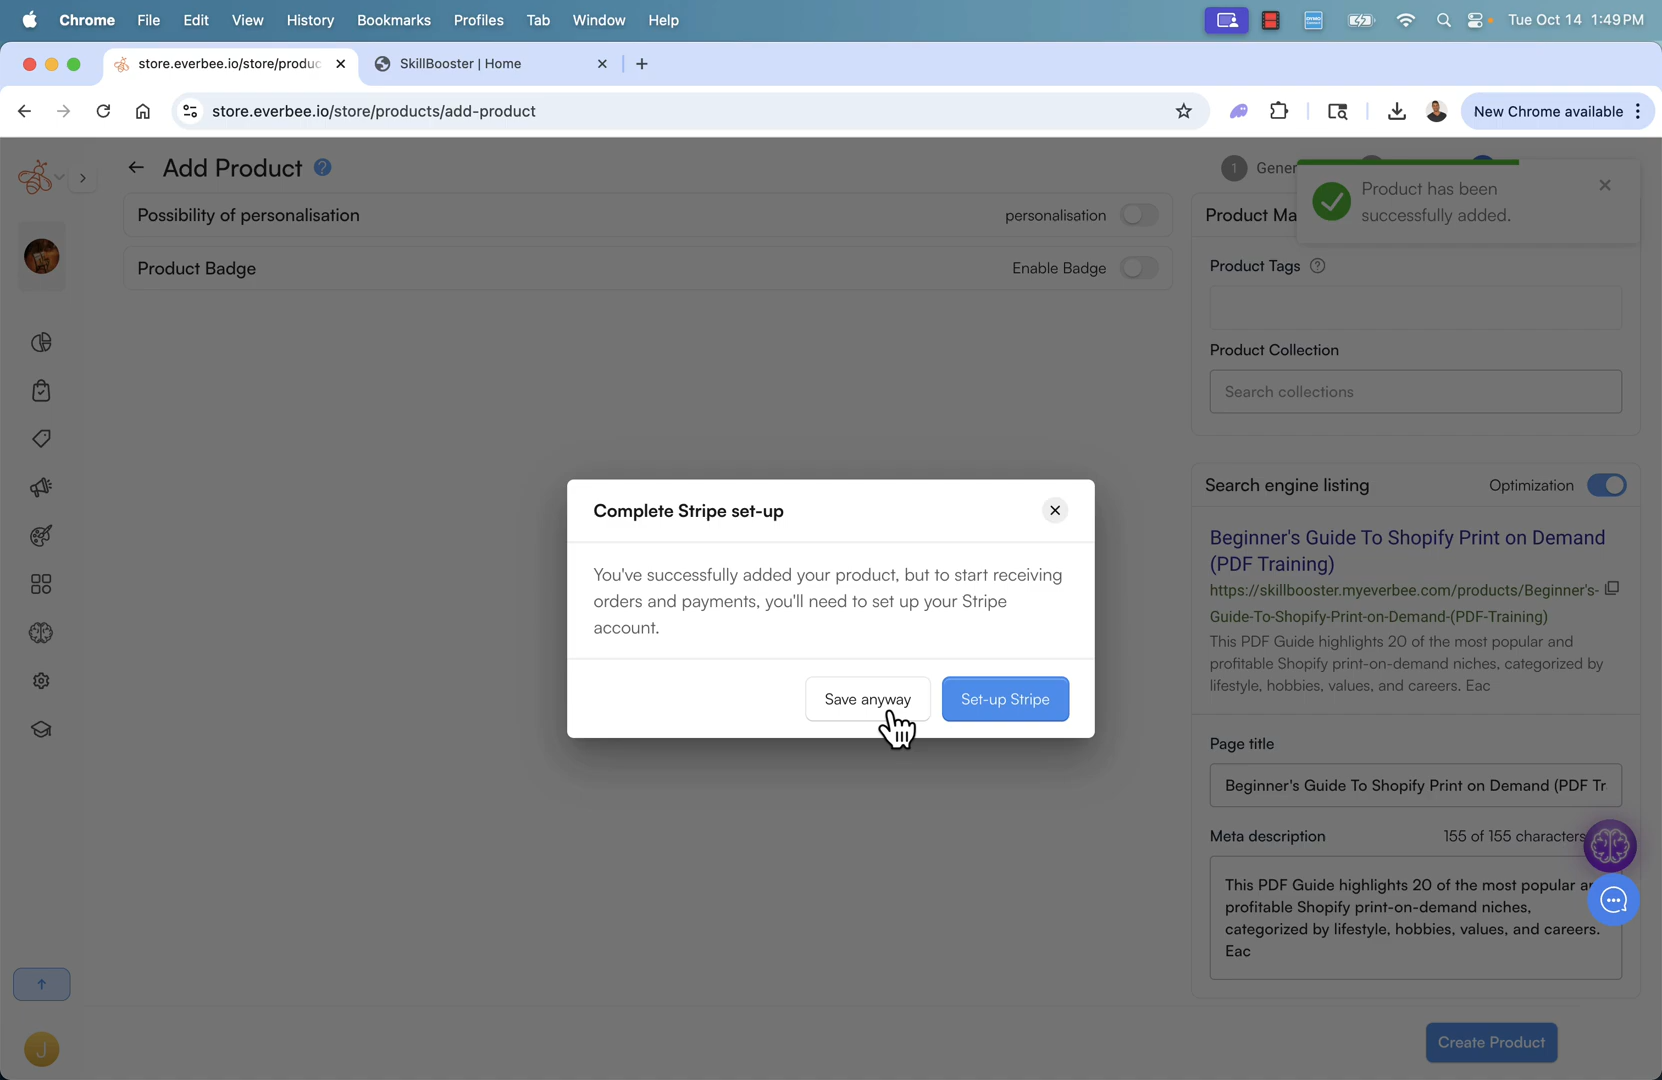 Chrome File Edit View History Bookmarks Profiles Tab Window Help Tue Oct 14 1:49 PM
store.everbee.io/store/produc SkillBooster | Home
store.everbee.io/store/products/add-product New Chrome available
Add Product ?
1 Gener
Product has been
successfully added.
Possibility of personalisation personalisation
Product Badge Enable Badge
Product Ma
Product Tags ?
Product Collection
Search collections
Search engine listing Optimization
Beginner's Guide To Shopify Print on Demand
(PDF Training)
https://skillbooster.myeverbee.com/products/Beginner's-
Guide-To-Shopify-Print-on-Demand-(PDF-Training)
This PDF Guide highlights 20 of the most popular and
profitable Shopify print-on-demand niches, categorized by
lifestyle, hobbies, values, and careers. Eac
Page title
Beginner's Guide To Shopify Print on Demand (PDF Tr
Meta description 155 of 155 characters
This PDF Guide highlights 20 of the most popular
profitable Shopify print-on-demand niches,
categorized by lifestyle, hobbies, values, and careers.
Eac
Complete Stripe set-up
You've successfully added your product, but to start receiving
orders and payments, you'll need to set up your Stripe
account.
Save anyway Set-up Stripe
Create Product
J